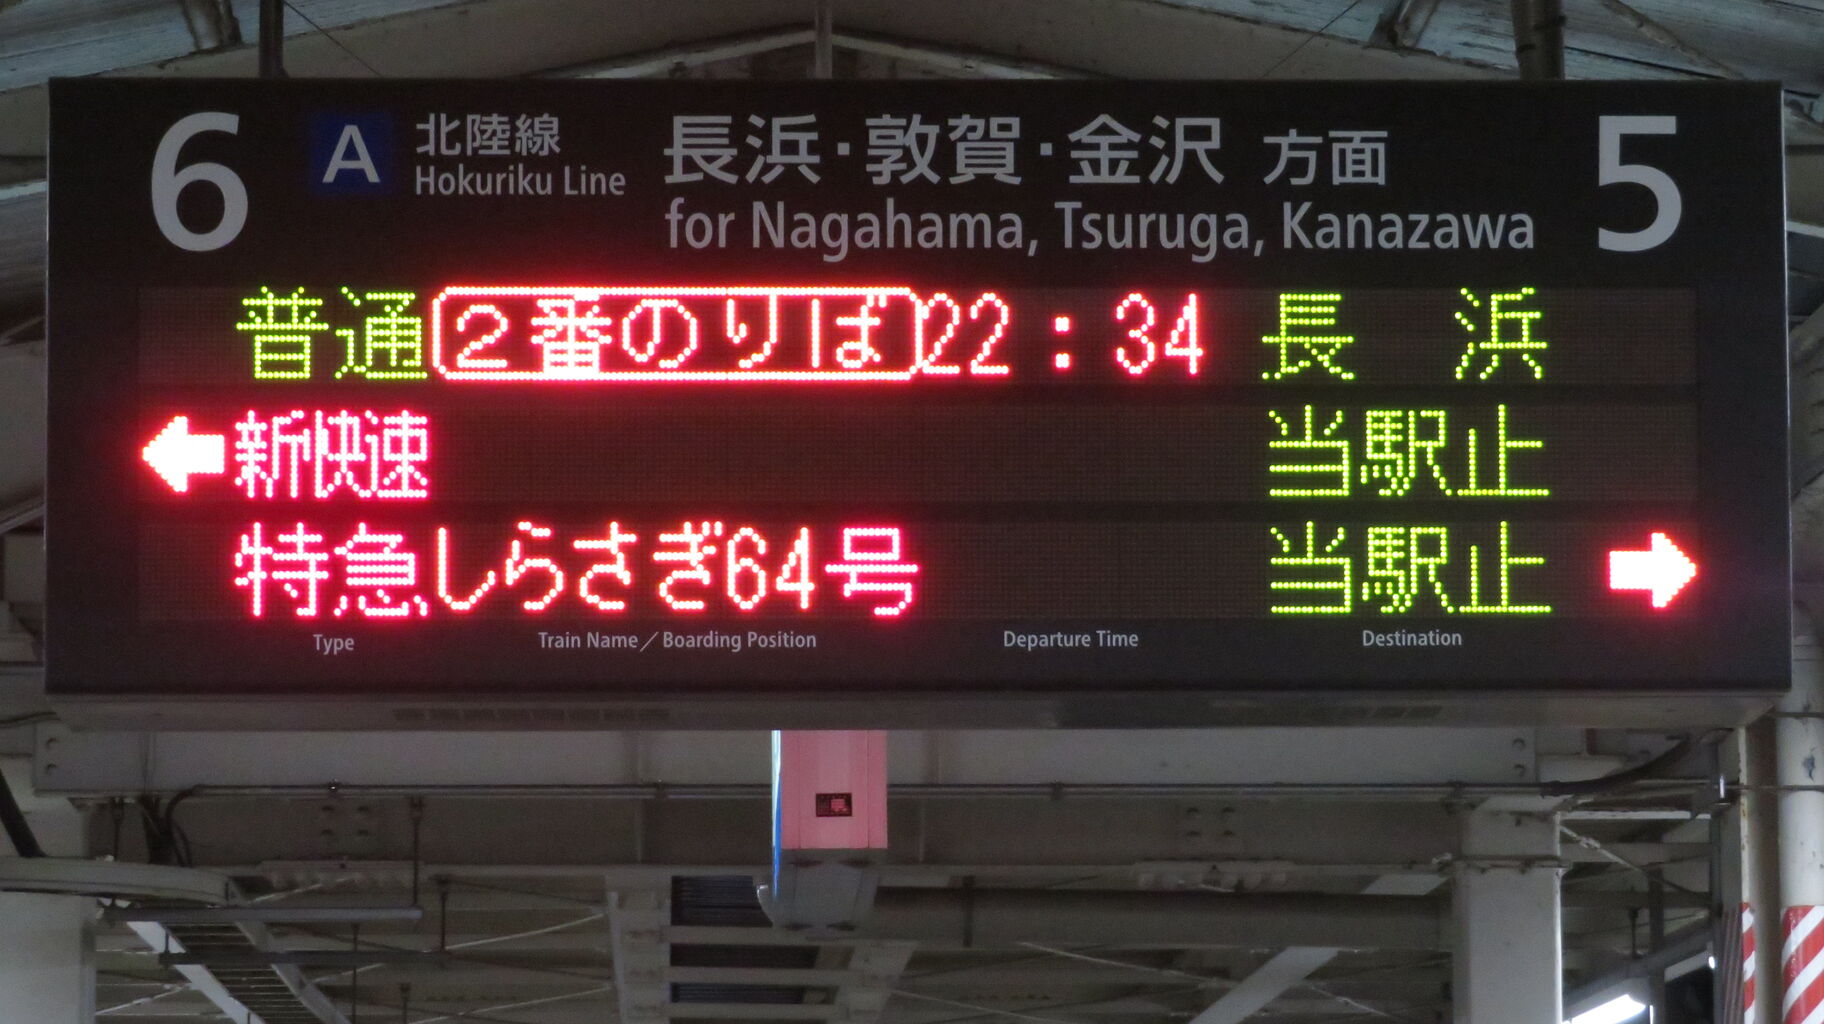 6 A 北陸線 長浜・敦賀・金沢 方面 5
Hokuriku Line for Nagahama, Tsuruga, Kanazawa
普通 2番のりば 22:34 長 浜
← 新快速 当駅止
特急 しらさぎ64号 当駅止 →
Type Train Name／Boarding Position Departure Time Destination